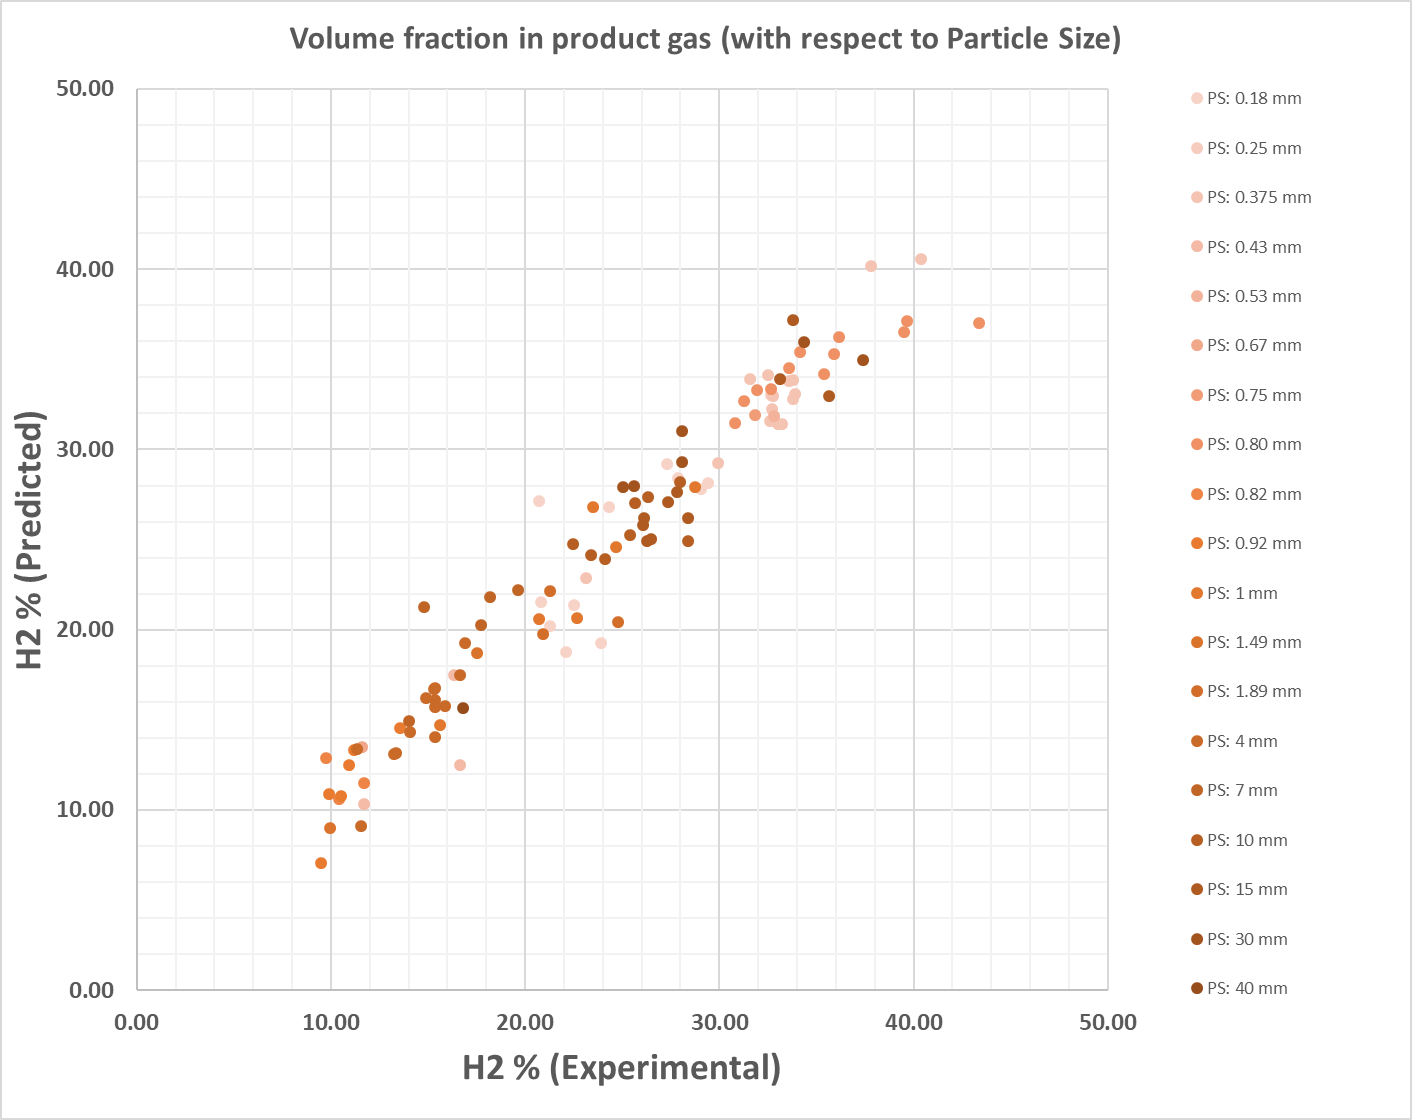 Volume fraction in product gas (with respect to Particle Size)
50.00
40.00
30.00
20.00
10.00
0.00
H2 % (Predicted)
0.00 10.00 20.00 30.00 40.00 50.00
H2 % (Experimental)
PS: 0.18 mm
PS: 0.25 mm
PS: 0.375 mm
PS: 0.43 mm
PS: 0.53 mm
PS: 0.67 mm
PS: 0.75 mm
PS: 0.80 mm
PS: 0.82 mm
PS: 0.92 mm
PS: 1 mm
PS: 1.49 mm
PS: 1.89 mm
PS: 4 mm
PS: 7 mm
PS: 10 mm
PS: 15 mm
PS: 30 mm
PS: 40 mm